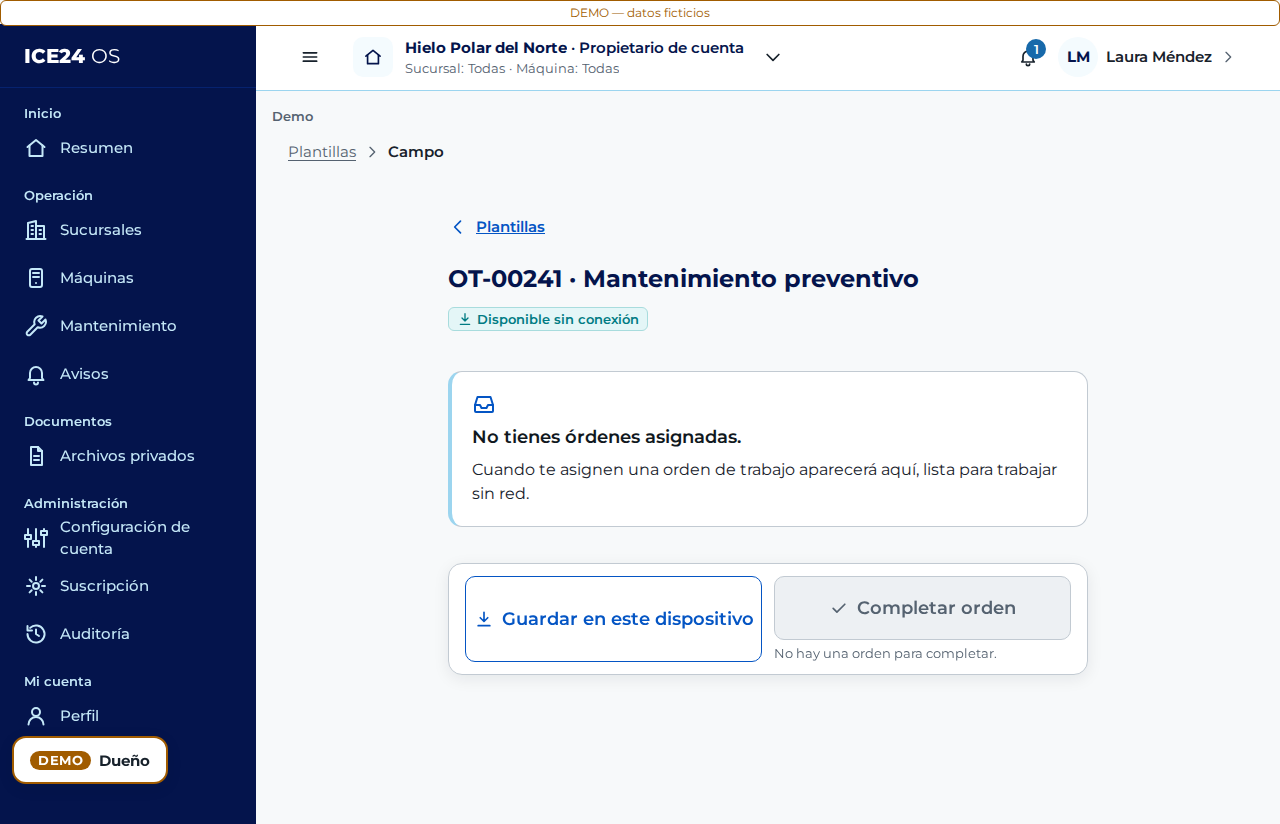 DEMO — datos ficticios
ICE24 OS
Inicio
Resumen
Operación
Sucursales
Máquinas
Mantenimiento
Avisos
Documentos
Archivos privados
Administración
Configuración de
cuenta
Suscripción
Auditoría
Mi cuenta
Perfil
DEMO Dueño
Hielo Polar del Norte · Propietario de cuenta
Sucursal: Todas · Máquina: Todas
1
LM Laura Méndez
Demo
Plantillas > Campo
Plantillas
OT-00241 · Mantenimiento preventivo
Disponible sin conexión
No tienes órdenes asignadas.
Cuando te asignen una orden de trabajo aparecerá aquí, lista para trabajar
sin red.
Guardar en este dispositivo
Completar orden
No hay una orden para completar.